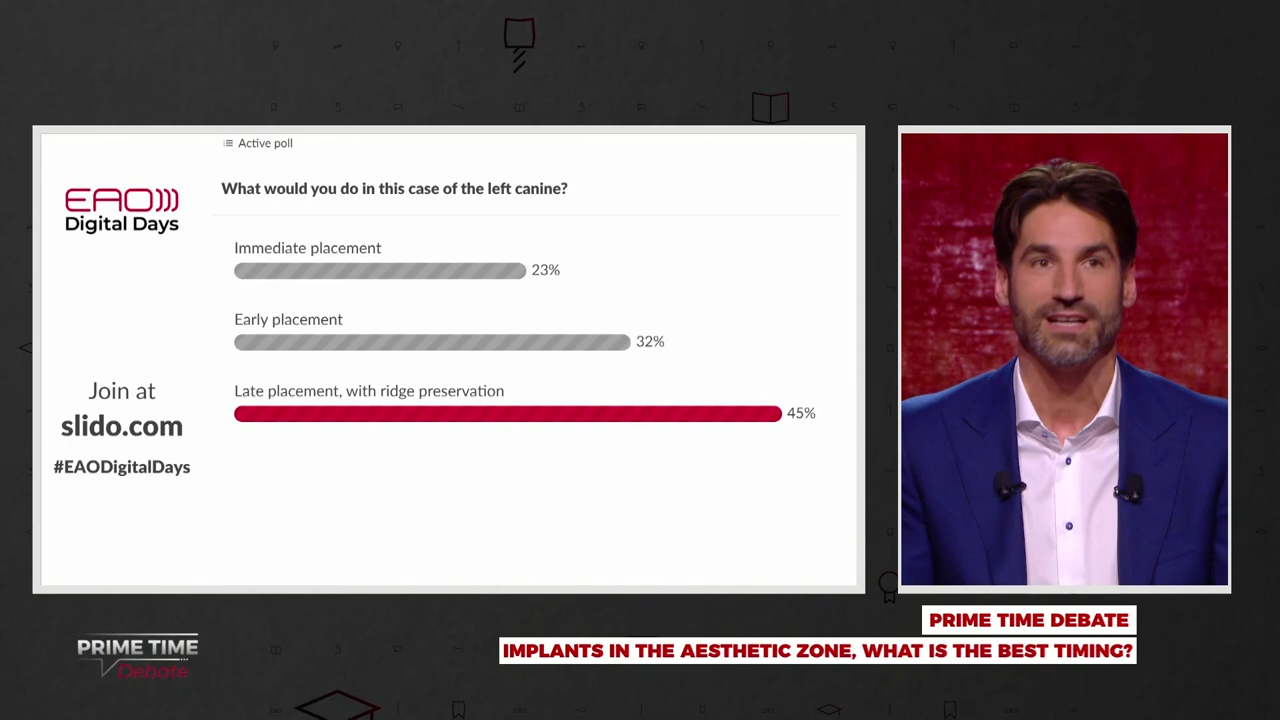 Active poll
What would you do in this case of the left canine?
EAO
Digital Days
Immediate placement
23%
Early placement
32%
Late placement, with ridge preservation
45%
Join at
slido.com
#EAODigitalDays
PRIME TIME DEBATE
IMPLANTS IN THE AESTHETIC ZONE, WHAT IS THE BEST TIMING?
PRIME TIME
Debate